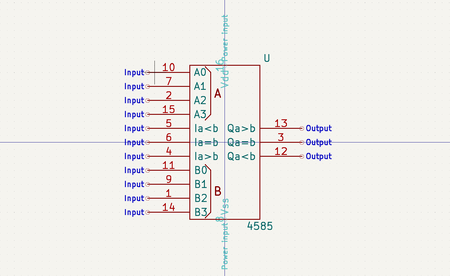 Power input
16
Vdd
U
Input 10 A0
Input 7 A1
Input 2 A2
Input 15 A3
A
Input 5 Ia<b Qa>b 13 Output
Input 6 Ia=b Qa=b 3 Output
Input 4 Ia>b Qa<b 12 Output
Input 11 B0
Input 9 B1
Input 1 B2
Input 14 B3
B
Vss
8
Power input
4585